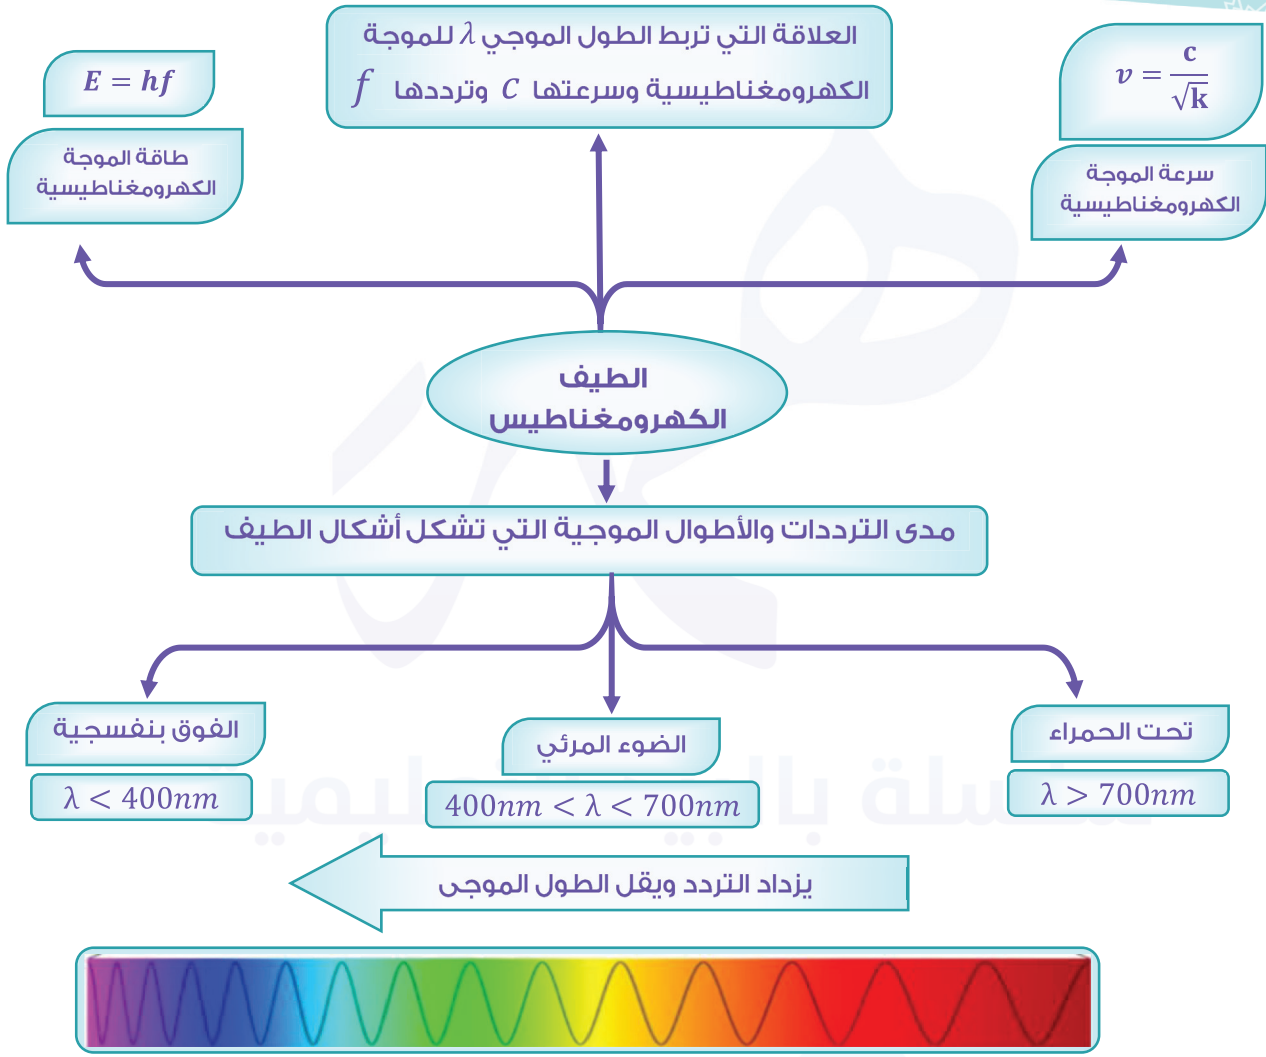 العلاقة التي تربط الطول الموجي λ للموجة
الكهرومغناطيسية وسرعتها c وترددها f
v = c/√k
سرعة الموجة
الكهرومغناطيسية
E = hf
طاقة الموجة
الكهرومغناطيسية
الطيف
الكهرومغناطيس
مدى الترددات والأطوال الموجية التي تشكل أشكال الطيف
تحت الحمراء
λ > 700nm
الضوء المرئي
400nm < λ < 700nm
الفوق بنفسجية
λ < 400nm
يزداد التردد ويقل الطول الموجى